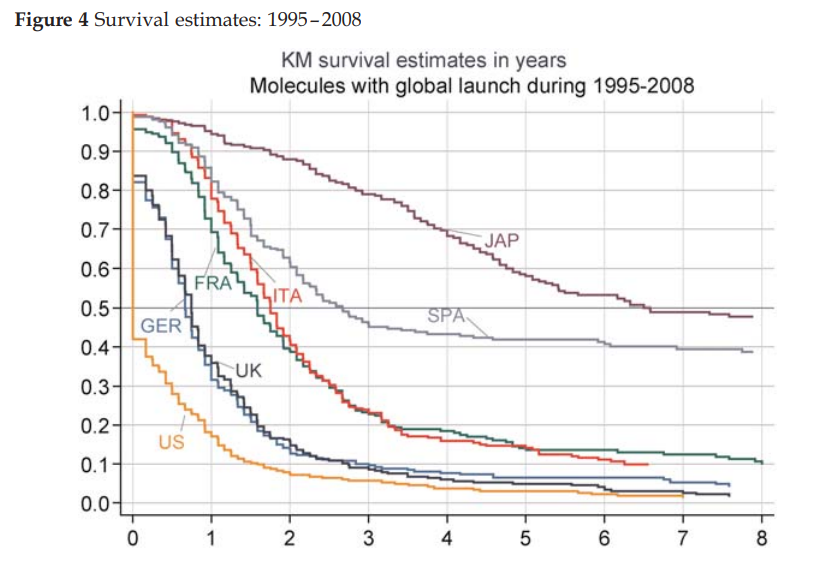 Figure 4 Survival estimates: 1995–2008
KM survival estimates in years
Molecules with global launch during 1995-2008
1.0
0.9
0.8
0.7
0.6
0.5
0.4
0.3
0.2
0.1
0.0
JAP
FRA
ITA
SPA
GER
UK
US
0 1 2 3 4 5 6 7 8